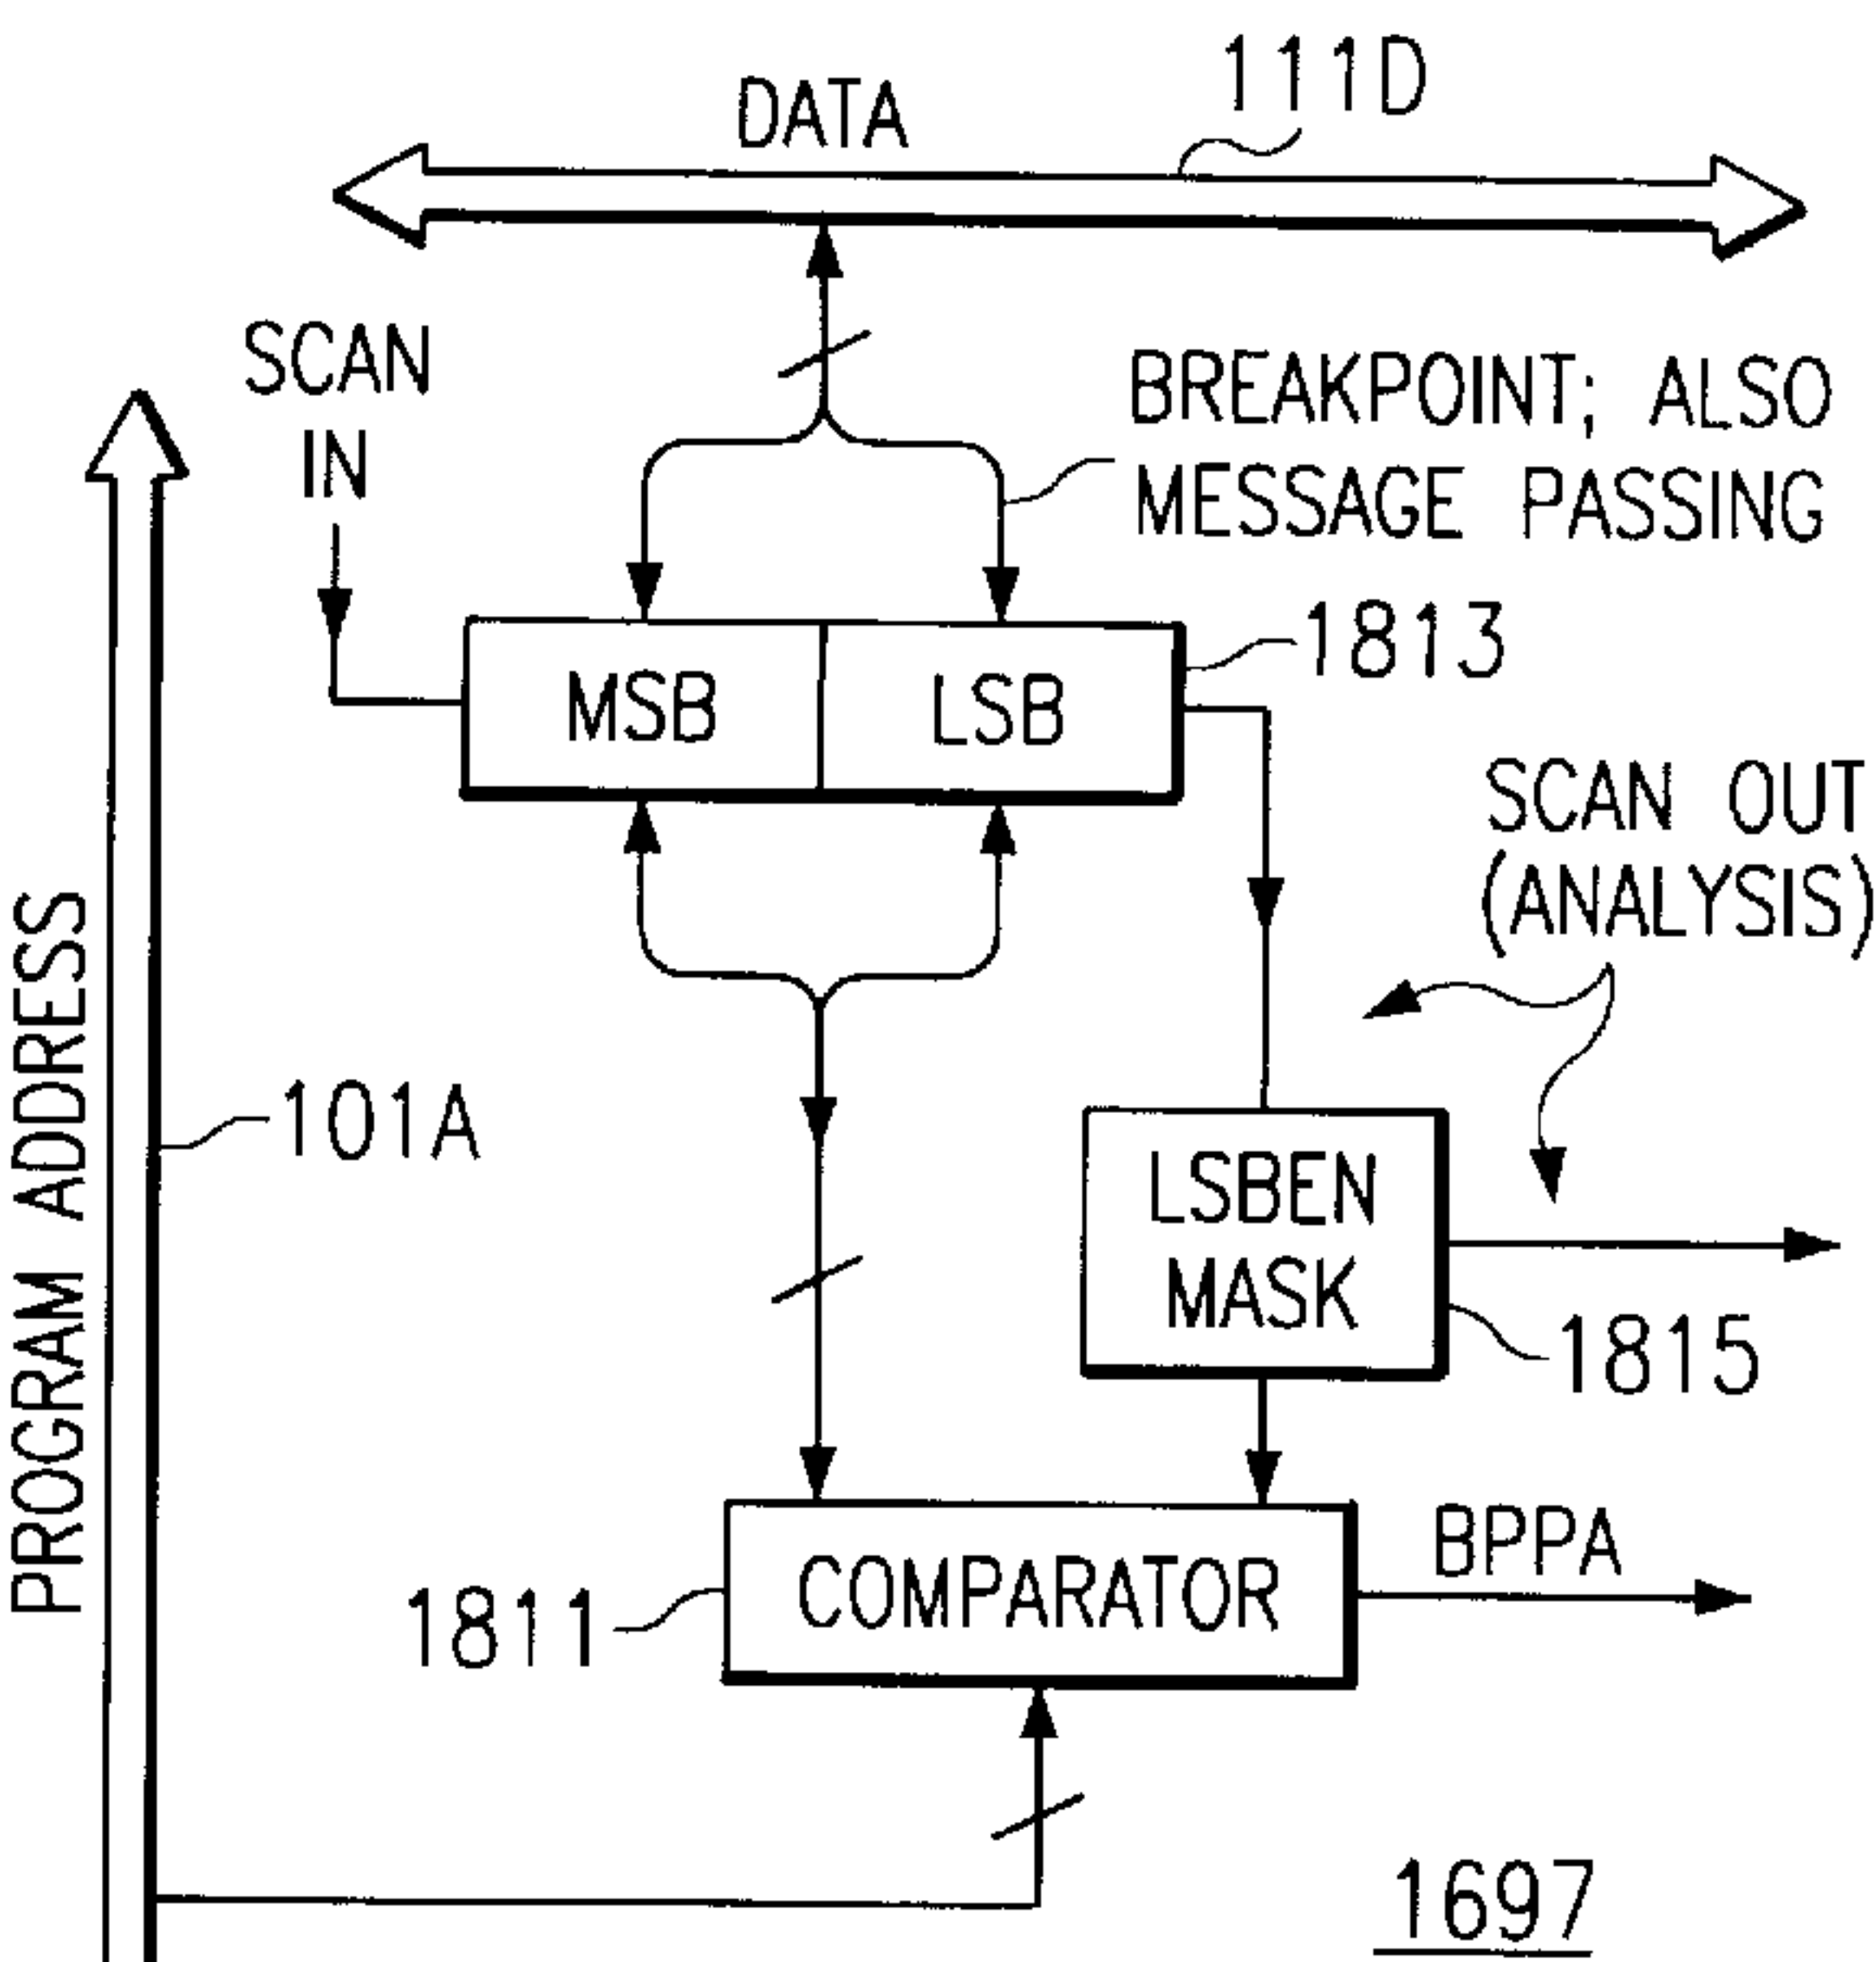 DATA
111D
SCAN
IN
BREAKPOINT; ALSO
MESSAGE PASSING
1813
MSB
LSB
SCAN OUT
(ANALYSIS)
PROGRAM ADDRESS
101A
LSBEN
MASK
1815
BPPA
COMPARATOR
1811
1697